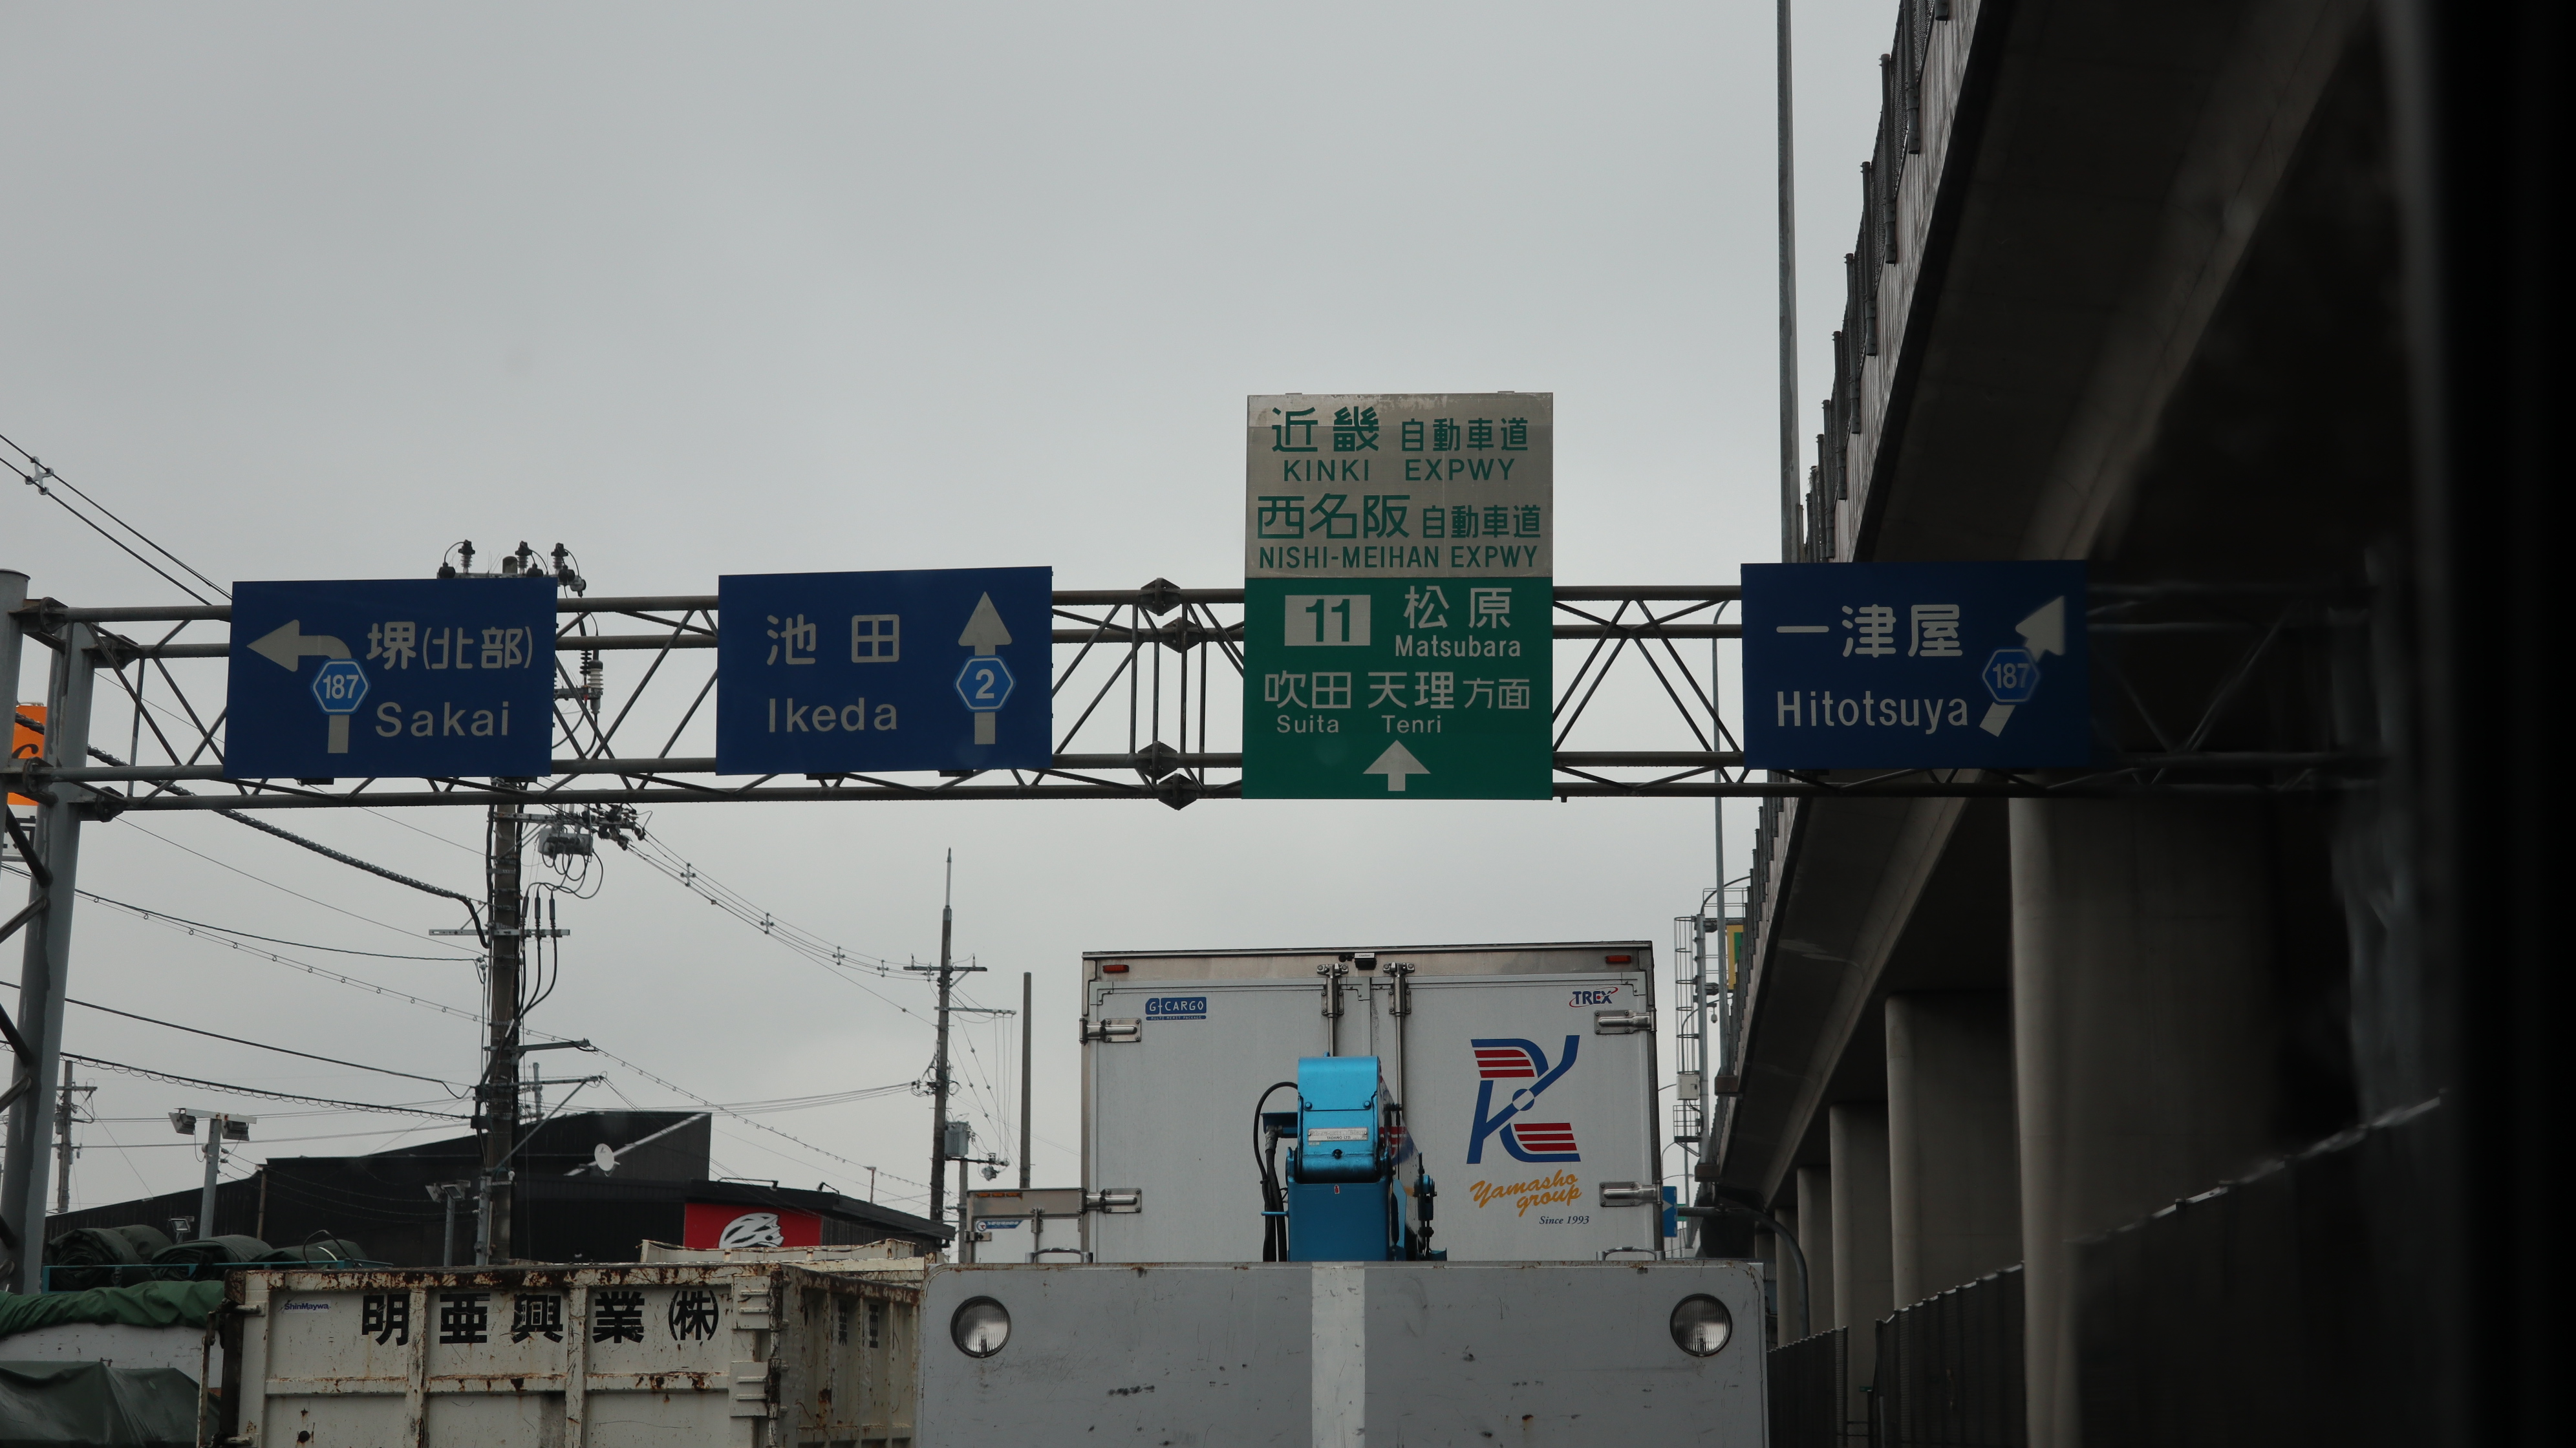 堺(北部)
187
Sakai
池田
2
Ikeda
近畿 自動車道
KINKI EXPWY
西名阪 自動車道
NISHI-MEIHAN EXPWY
11 松原
Matsubara
吹田 天理 方面
Suita Tenri
一津屋
187
Hitotsuya
G-CARGO
TREX
Yamasho
group
Since 1993
ShinMaywa
明亜興業㈱